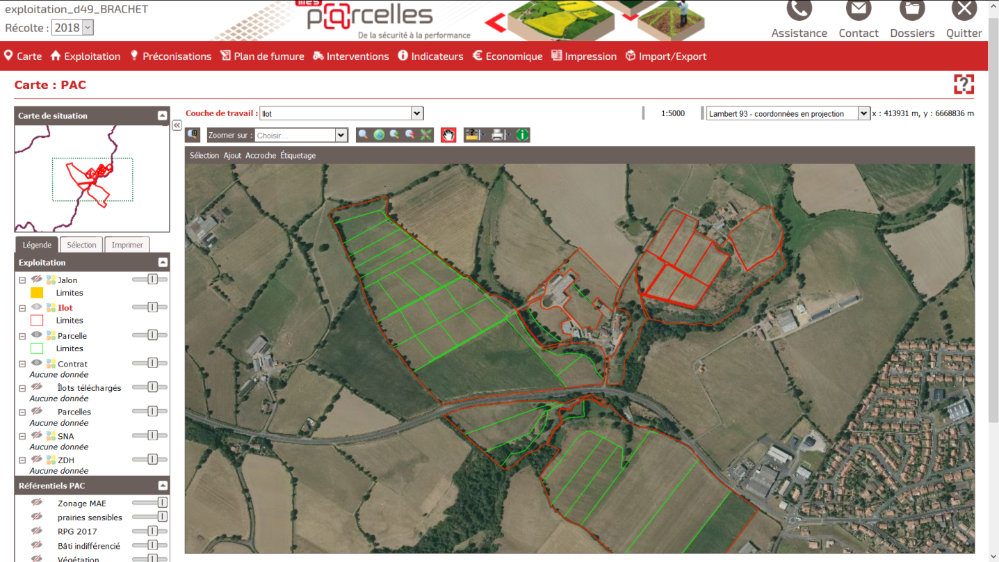 exploitation_d49_BRACHET
Récolte : 2018
mes
p@rcelles
De la sécurité à la performance
Assistance Contact Dossiers Quitter
Carte Exploitation Préconisations Plan de fumure Interventions Indicateurs Economique Impression Import/Export
Carte : PAC
Carte de situation
Couche de travail : Ilot
1:5000
Lambert 93 - coordonnées en projection
x : 413931 m, y : 6668836 m
Zoomer sur : Choisir...
Sélection Ajout Accroche Étiquetage
Légende Sélection Imprimer
Exploitation
Jalon
Limites
Ilot
Limites
Parcelle
Limites
Contrat
Aucune donnée
Îlots téléchargés
Aucune donnée
Parcelles
Aucune donnée
SNA
Aucune donnée
ZDH
Aucune donnée
Référentiels PAC
Zonage MAE
prairies sensibles
RPG 2017
Bâti indifférencié
Végétation